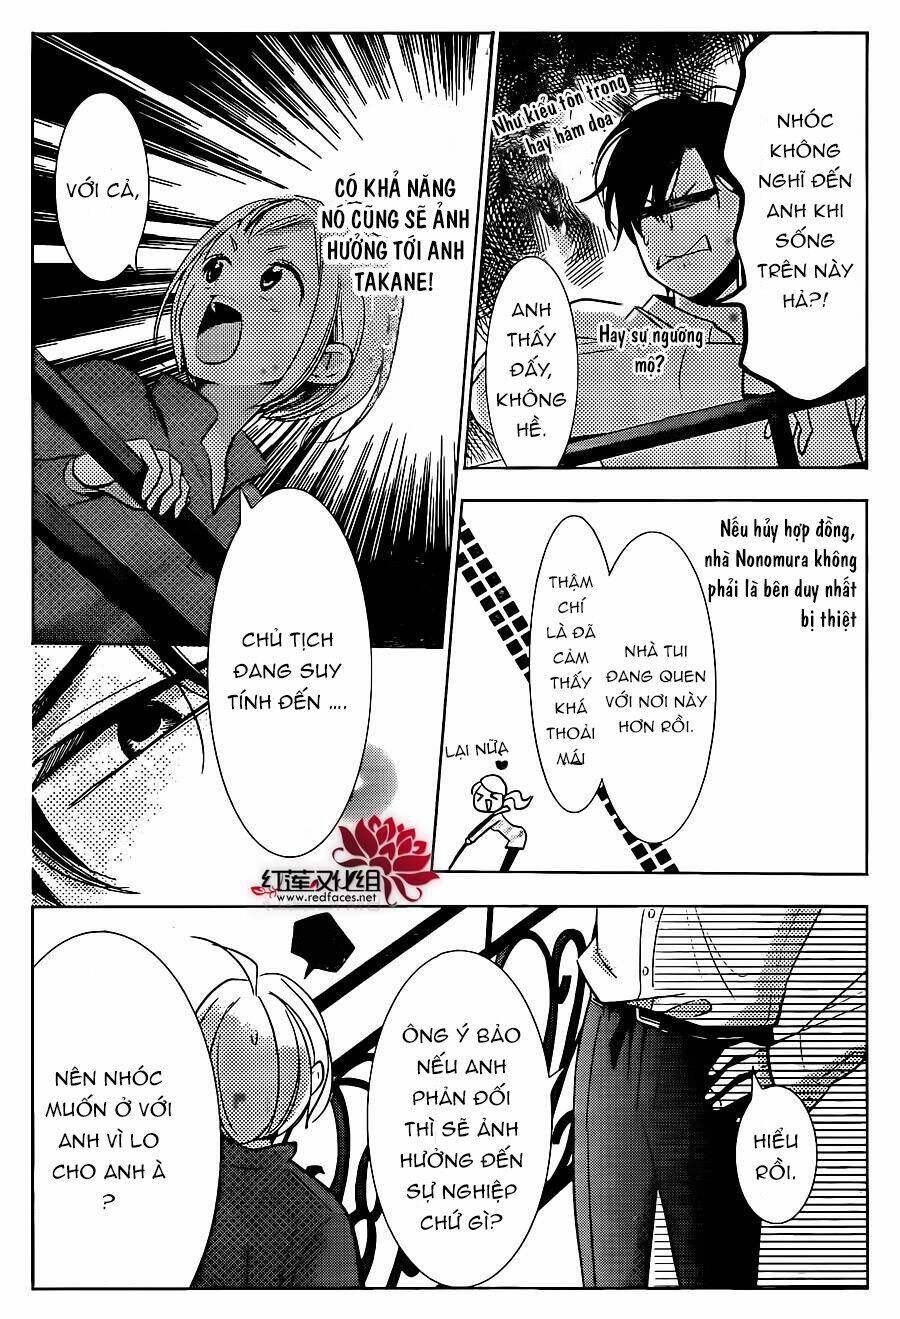 NHÓC
KHÔNG
NGHĨ ĐẾN
ANH KHI
SỐNG
TRÊN NÀY
HẢ?!
Như kiểu tôn trọng
hay hăm dọa
Hay sự ngưỡng
mộ?
ANH
THẤY
ĐẤY,
KHÔNG
HỀ.
CÓ KHẢ NĂNG
NÓ CŨNG SẼ ẢNH
HƯỞNG TỚI ANH
TAKANE!
VỚI CẢ,
Nếu hủy hợp đồng,
nhà Nonomura không
phải là bên duy nhất
bị thiệt
NHÀ TUI
ĐANG QUEN
VỚI NƠI NÀY
HƠN RỒI.
THẬM
CHÍ
LÀ ĐÃ
CẢM
THẤY
KHÁ
THOẢI
MÁI
LẠI NỮA
CHỦ TỊCH
ĐANG SUY
TÍNH ĐẾN ....
红莲汉化组
www.redfaces.net
HIỂU
RỒI.
ÔNG Ý BẢO
NẾU ANH
PHẢN ĐỐI
THÌ SẼ ẢNH
HƯỞNG ĐẾN
SỰ NGHIỆP
CHỨ GÌ?
NÊN NHÓC
MUỐN Ở VỚI
ANH VÌ LO
CHO ANH À
?